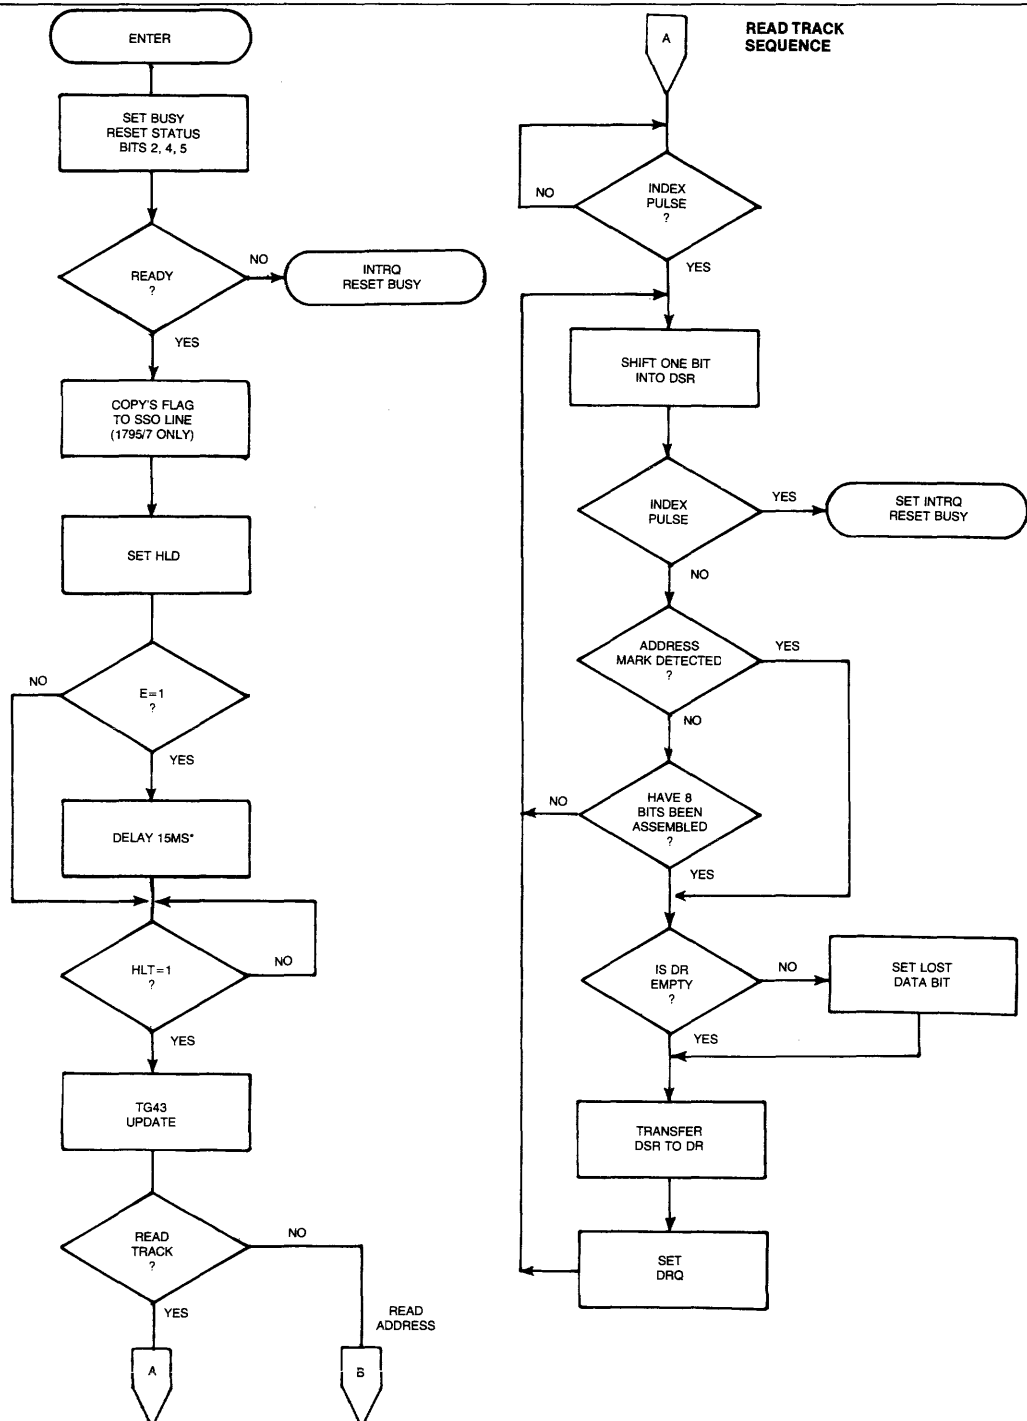 ENTER
SET BUSY
RESET STATUS
BITS 2, 4, 5
READY
?
NO
INTRQ
RESET BUSY
YES
COPY'S FLAG
TO SSO LINE
(1795/7 ONLY)
SET HLD
NO
E=1
?
YES
DELAY 15MS*
HLT=1
?
NO
YES
TG43
UPDATE
READ
TRACK
?
NO
YES
READ
ADDRESS
A
B
A
READ TRACK
SEQUENCE
NO
INDEX
PULSE
?
YES
SHIFT ONE BIT
INTO DSR
INDEX
PULSE
YES
SET INTRQ
RESET BUSY
NO
ADDRESS
MARK DETECTED
?
YES
NO
NO
HAVE 8
BITS BEEN
ASSEMBLED
?
YES
IS DR
EMPTY
?
NO
SET LOST
DATA BIT
YES
TRANSFER
DSR TO DR
SET
DRQ